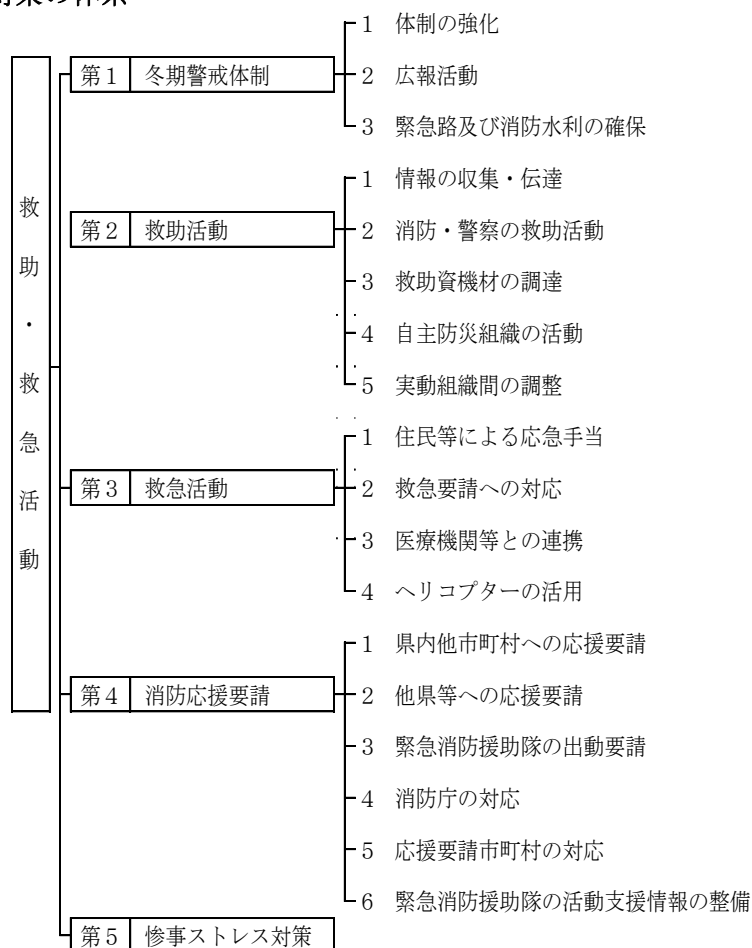 救助・救急活動
第1 冬期警戒体制
1 体制の強化
2 広報活動
3 緊急路及び消防水利の確保
第2 救助活動
1 情報の収集・伝達
2 消防・警察の救助活動
3 救助資機材の調達
4 自主防災組織の活動
5 実動組織間の調整
第3 救急活動
1 住民等による応急手当
2 救急要請への対応
3 医療機関等との連携
4 ヘリコプターの活用
第4 消防応援要請
1 県内他市町村への応援要請
2 他県等への応援要請
3 緊急消防援助隊の出動要請
4 消防庁の対応
5 応援要請市町村の対応
6 緊急消防援助隊の活動支援情報の整備
第5 惨事ストレス対策